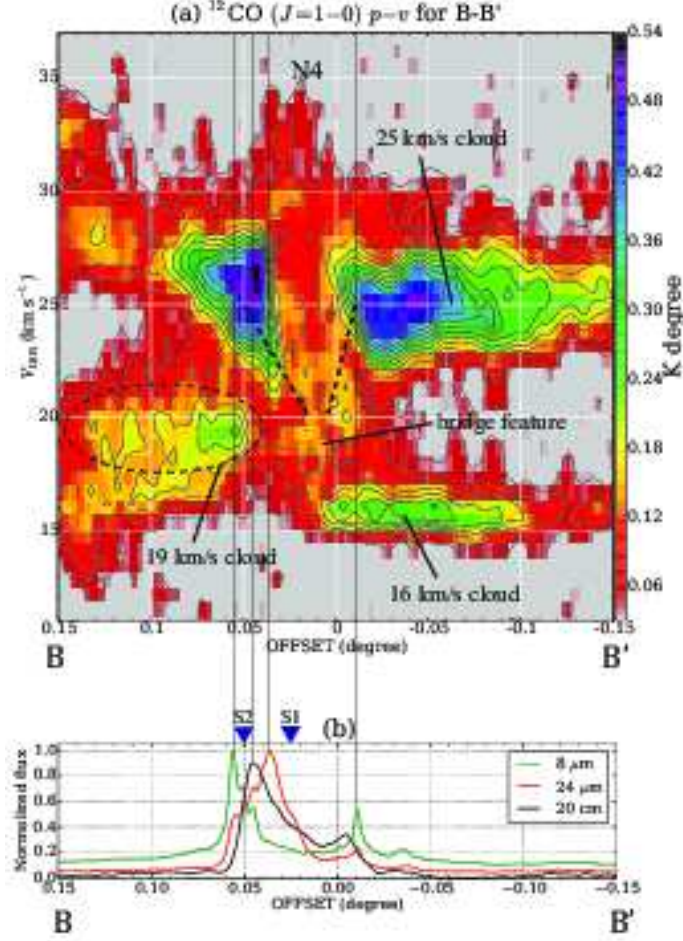 (a) ¹²CO (J=1−0) p−v for B-B'
N4
25 km/s cloud
bridge feature
19 km/s cloud
16 km/s cloud
35
30
25
20
15
V_LSR (km s⁻¹)
0.54
0.48
0.42
0.36
0.30
0.24
0.18
0.12
0.06
K degree
0.15 0.1 0.05 0 -0.05 -0.1 -0.15
OFFSET (degree)
B B'
S2 S1 (b)
8 μm
24 μm
20 cm
1.0
0.8
0.6
0.4
0.2
0.0
Normalized flux
0.15 0.10 0.05 0.00 −0.05 −0.10 −0.15
OFFSET (degree)
B B'